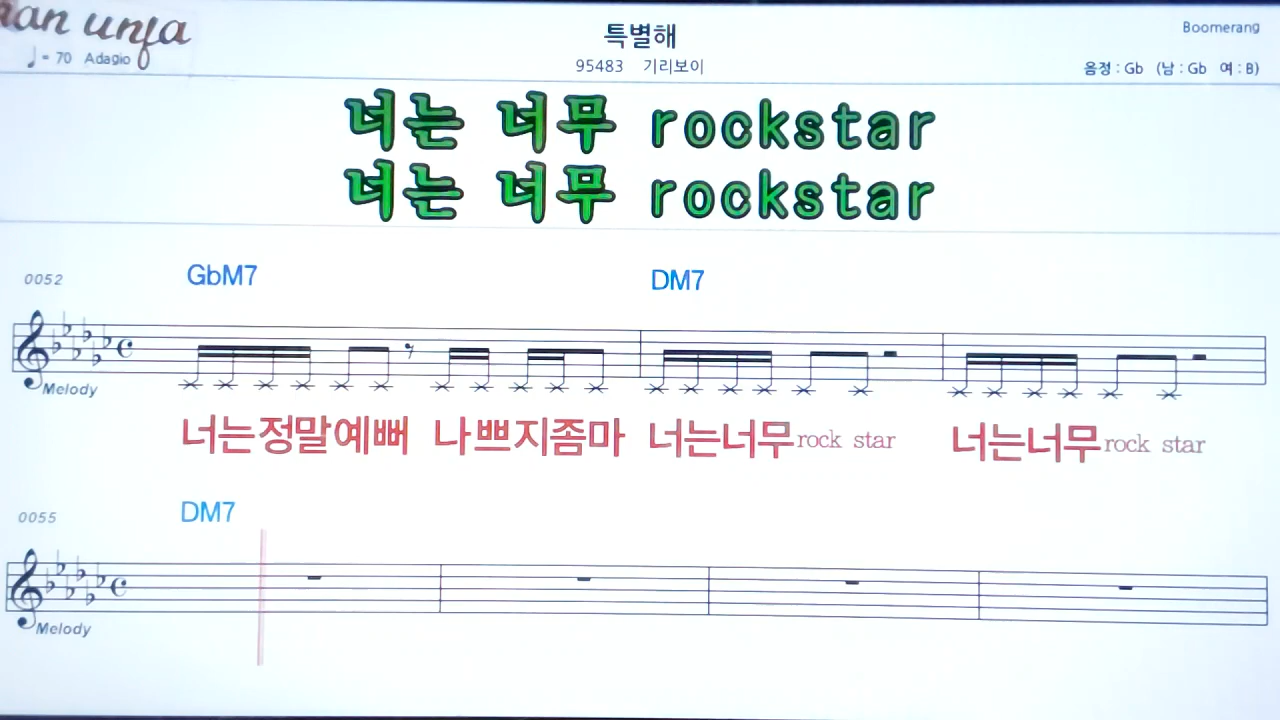 특별해
Boomerang
♩= 70 Adagio
95483 기리보이
음정 : Gb (남 : Gb 여 : B)
너는 너무 rockstar
너는 너무 rockstar
0052 GbM7 DM7
Melody
너는정말예뻐 나쁘지좀마 너는너무rock star 너는너무rock star
0055 DM7
Melody